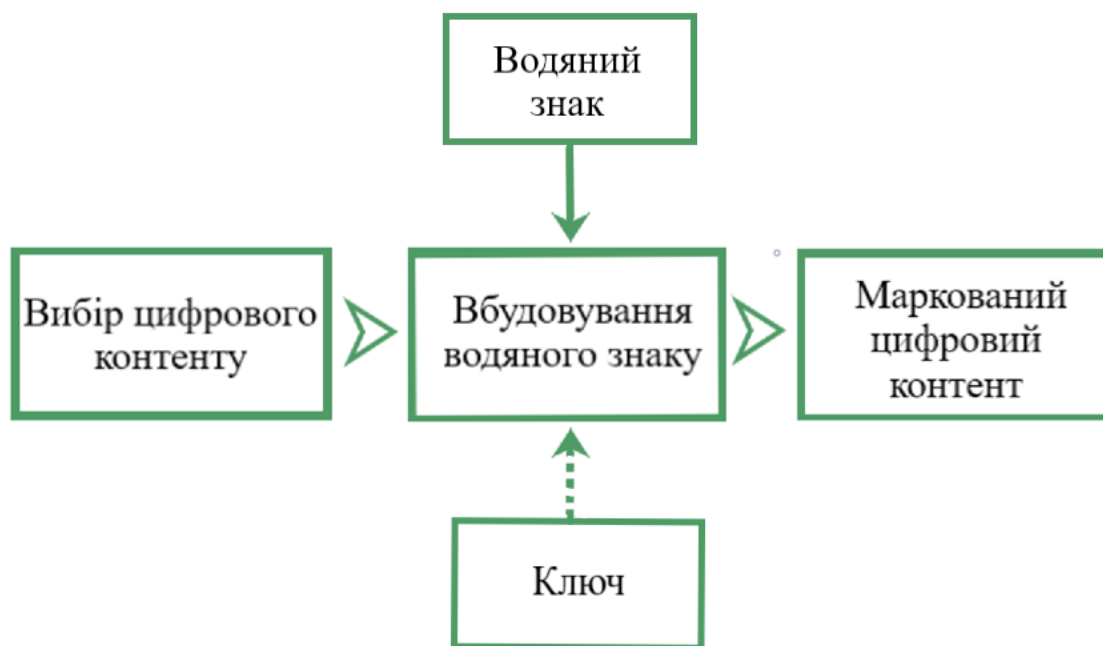 Водяний
знак
Вибір цифрового
контенту
Вбудовування
водяного знаку
Маркований
цифровий
контент
Ключ